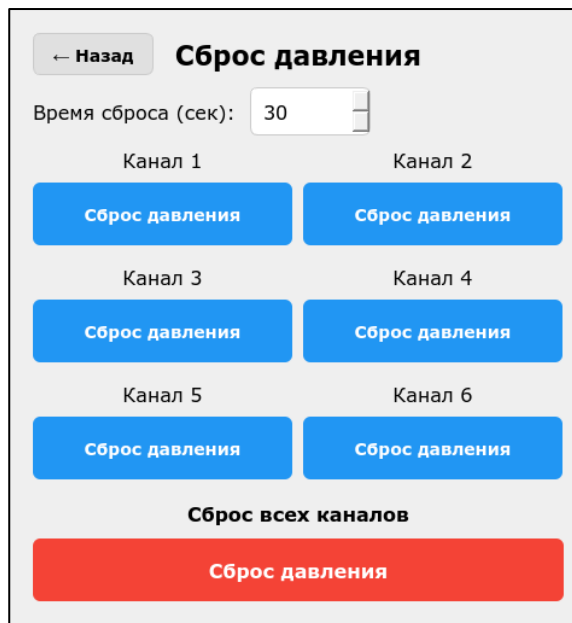 ← Назад Сброс давления
Время сброса (сек): 30
Канал 1 Канал 2
Сброс давления Сброс давления
Канал 3 Канал 4
Сброс давления Сброс давления
Канал 5 Канал 6
Сброс давления Сброс давления
Сброс всех каналов
Сброс давления